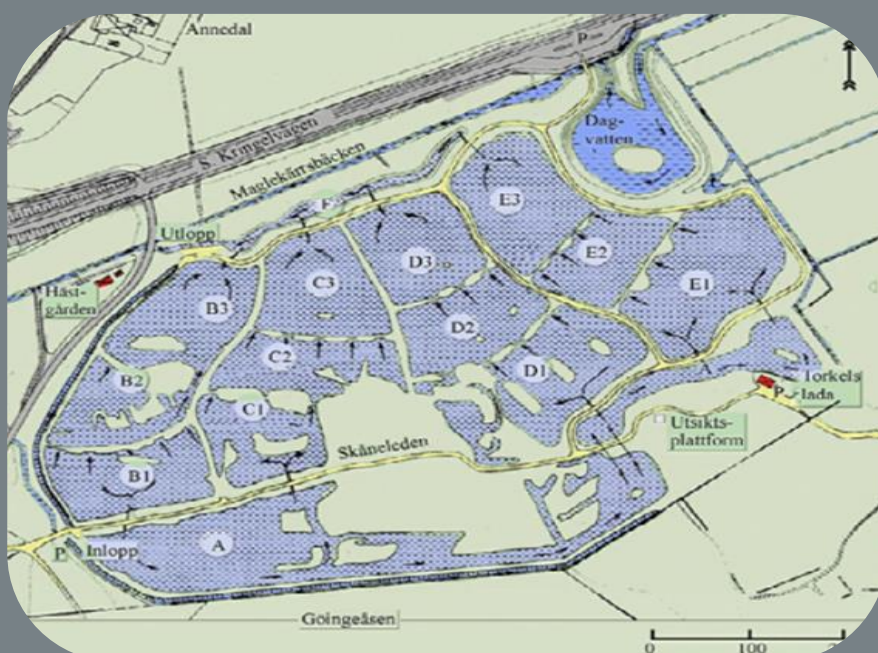 Annedal
P
S. Kringelvägen
Maglekärrsbäcken
Dag-
vatten
Utlopp
F
E3
E2
E1
D3
D2
D1
C3
C2
C1
B3
B2
B1
A
Häst-
gården
Torkels
lada
P
Utsikts-
plattform
Skåneleden
P
Inlopp
Göingeåsen
0 100